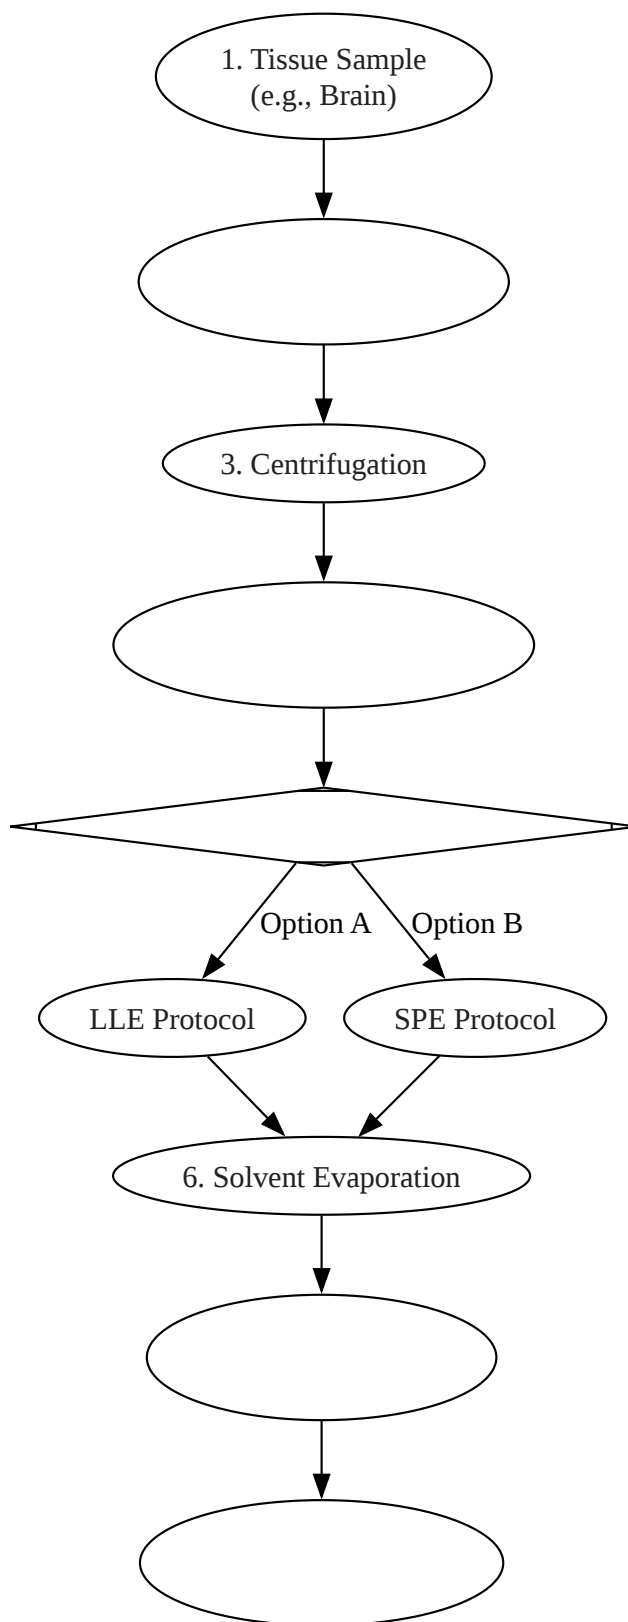 1. Tissue Sample
(e.g., Brain)
3. Centrifugation
Option A
Option B
LLE Protocol
SPE Protocol
6. Solvent Evaporation